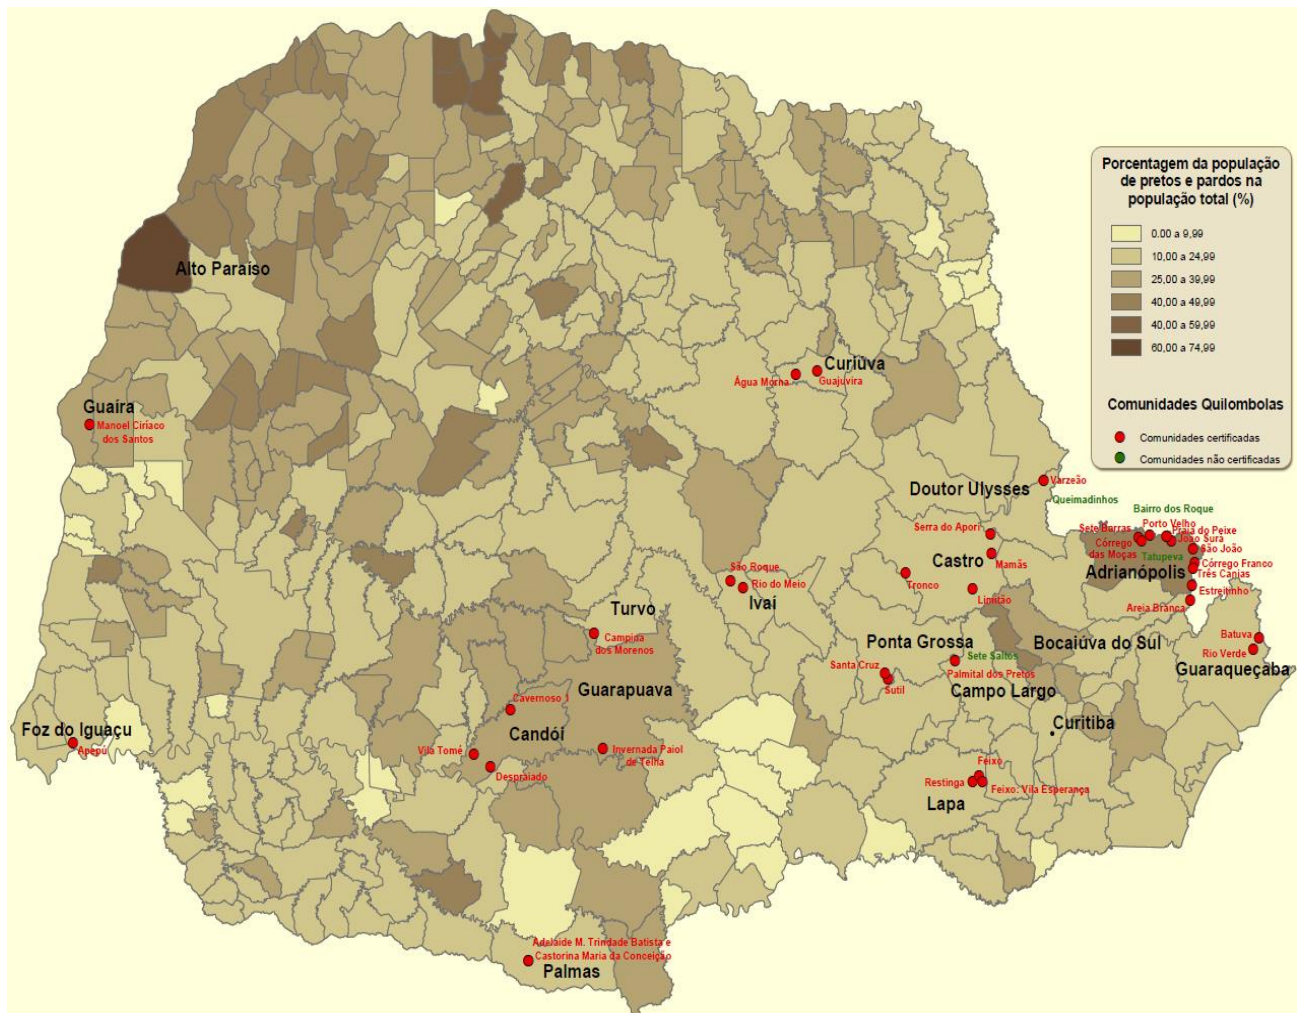 Porcentagem da população
de pretos e pardos na
população total (%)
0.00 a 9,99
10,00 a 24,99
25,00 a 39,99
40,00 a 49,99
40,00 a 59,99
60,00 a 74,99
Comunidades Quilombolas
Comunidades certificadas
Comunidades não certificadas
Alto Paraíso
Curiúva
Água Morna
Guajuvira
Guaíra
Manoel Ciríaco
dos Santos
Doutor Ulysses
Varzeão
Queimadinhos
Bairro dos Roque
Serra do Apon
Sete Barras
Porto Velho
Praia do Peixe
João Surá
São João
Córrego
das Moças
Tatupeva
Castro
Mamãs
Adrianópolis
Córrego Franco
Três Canias
São Roque
Rio do Meio
Tronco
Limitão
Estreitinho
Ivaí
Areia Branca
Turvo
Campina
dos Morenos
Ponta Grossa
Bocaiúva do Sul
Batuva
Rio Verde
Sete Saltos
Santa Cruz
Palmital dos Pretos
Guaraqueçaba
Sutil
Campo Largo
Guarapuava
Cavernoso 1
Foz do Iguaçu
Apepú
Candói
Curitiba
Vila Tomé
Invernada Paiol
de Telha
Despraiado
Feixo
Restinga
Feixo: Vila Esperança
Lapa
Adelaide M. Trindade Batista e
Castorina Maria da Conceição
Palmas